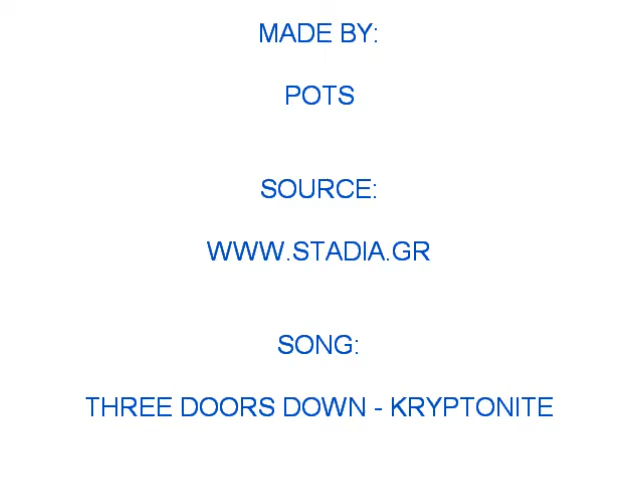 MADE BY:
POTS
SOURCE:
WWW.STADIA.GR
SONG:
THREE DOORS DOWN - KRYPTONITE